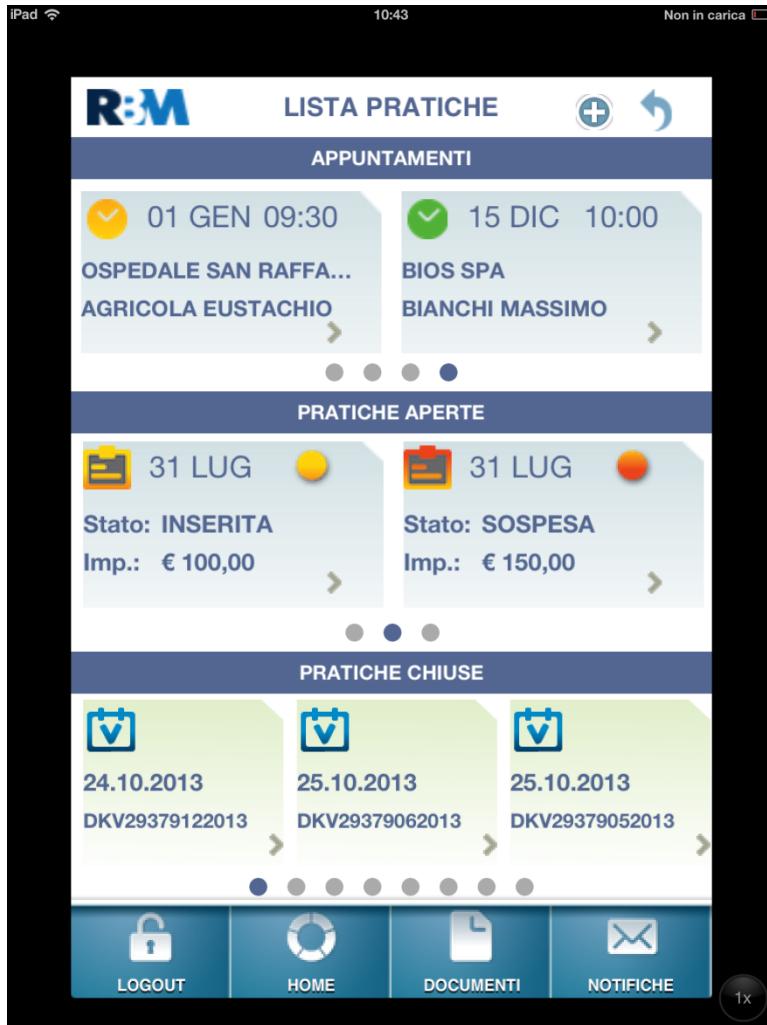 iPad 10:43 Non in carica
RBM LISTA PRATICHE
APPUNTAMENTI
01 GEN 09:30 15 DIC 10:00
OSPEDALE SAN RAFFA... BIOS SPA
AGRICOLA EUSTACHIO BIANCHI MASSIMO
PRATICHE APERTE
31 LUG 31 LUG
Stato: INSERITA Stato: SOSPESA
Imp.: € 100,00 Imp.: € 150,00
PRATICHE CHIUSE
24.10.2013 25.10.2013 25.10.2013
DKV29379122013 DKV29379062013 DKV29379052013
LOGOUT HOME DOCUMENTI NOTIFICHE
1x